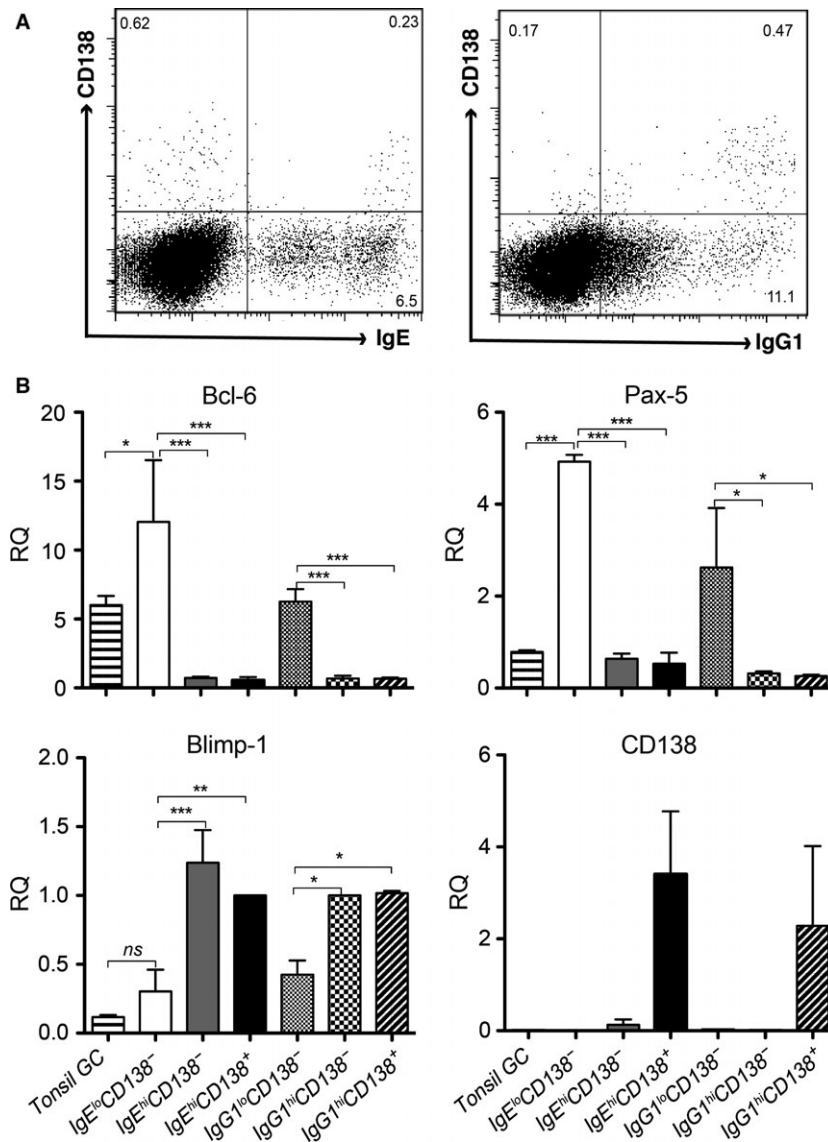 A
CD138
0.62
0.23
6.5
IgE
CD138
0.17
0.47
11.1
IgG1
B
Bcl-6
RQ
20
15
10
5
0
*
***
***
***
***
Pax-5
RQ
6
4
2
0
***
***
***
*
*
Blimp-1
RQ
2.0
1.5
1.0
0.5
0.0
ns
**
***
*
*
CD138
RQ
6
4
2
0
Tonsil GC
IgE^loCD138^−
IgE^hiCD138^−
IgE^hiCD138^+
IgG1^loCD138^−
IgG1^hiCD138^−
IgG1^hiCD138^+
Tonsil GC
IgE^loCD138^−
IgE^hiCD138^−
IgE^hiCD138^+
IgG1^loCD138^−
IgG1^hiCD138^−
IgG1^hiCD138^+